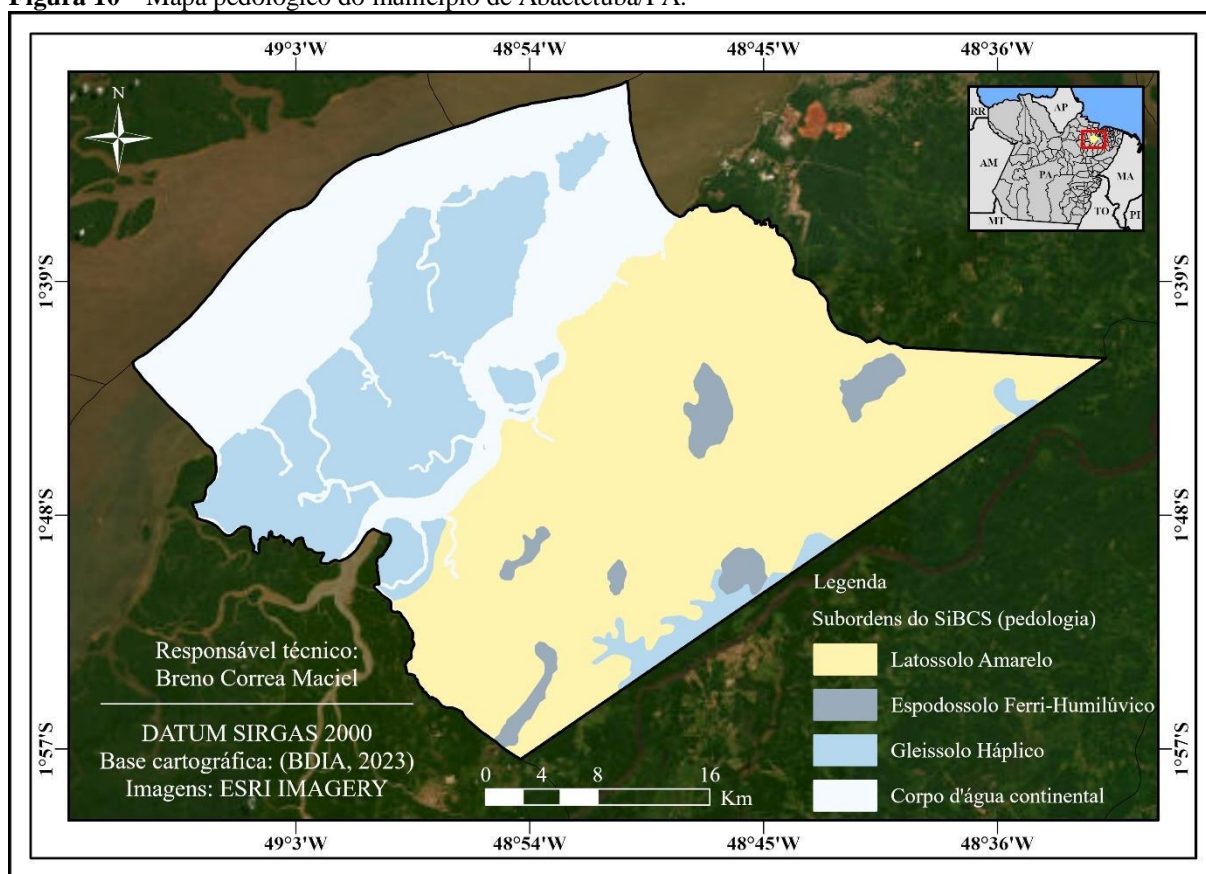 Figura 10 – Mapa pedológico do município de Abaetetuba/PA.
49°3'W 48°54'W 48°45'W 48°36'W
N
RR AP
AM PA MA
TO PI
MT
1°39'S 1°39'S
1°48'S 1°48'S
1°57'S 1°57'S
Legenda
Subordens do SiBCS (pedologia)
Latossolo Amarelo
Espodossolo Ferri-Humilúvico
Gleissolo Háplico
Corpo d'água continental
Responsável técnico:
Breno Correa Maciel
DATUM SIRGAS 2000
Base cartográfica: (BDIA, 2023)
Imagens: ESRI IMAGERY
0 4 8 16
Km
49°3'W 48°54'W 48°45'W 48°36'W